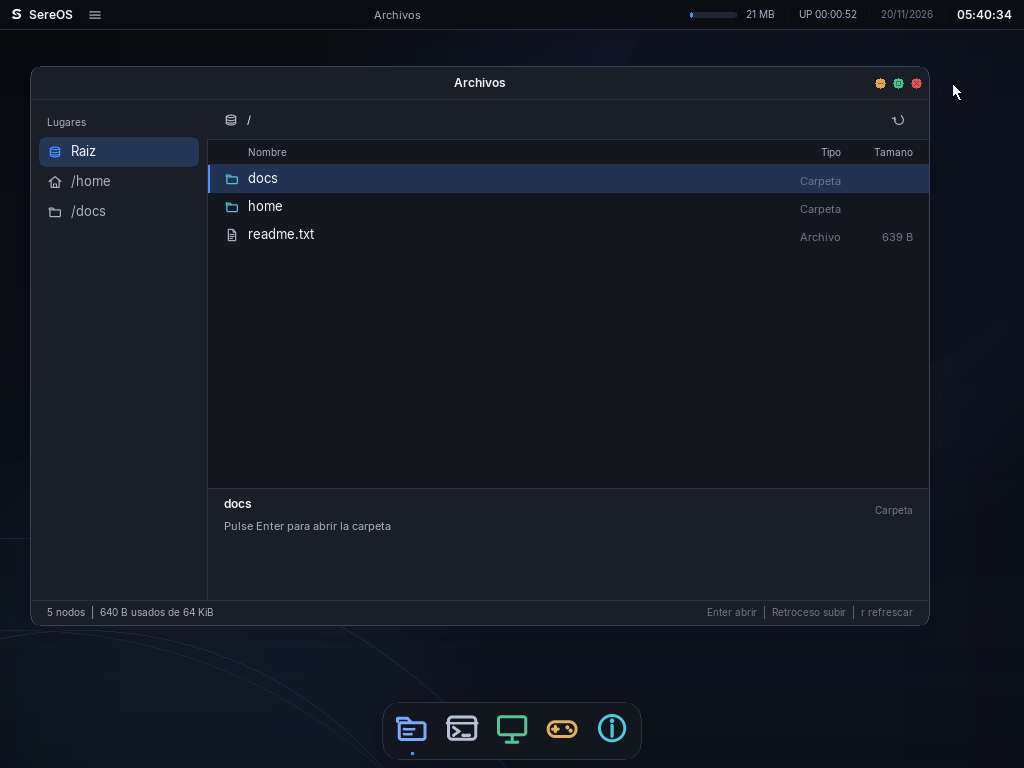 SereOS
Archivos
21 MB
UP 00:00:52
20/11/2026
05:40:34
Archivos
Lugares
Raiz
/home
/docs
/
Nombre Tipo Tamano
docs Carpeta
home Carpeta
readme.txt Archivo 639 B
docs
Carpeta
Pulse Enter para abrir la carpeta
5 nodos | 640 B usados de 64 KiB
Enter abrir | Retroceso subir | r refrescar